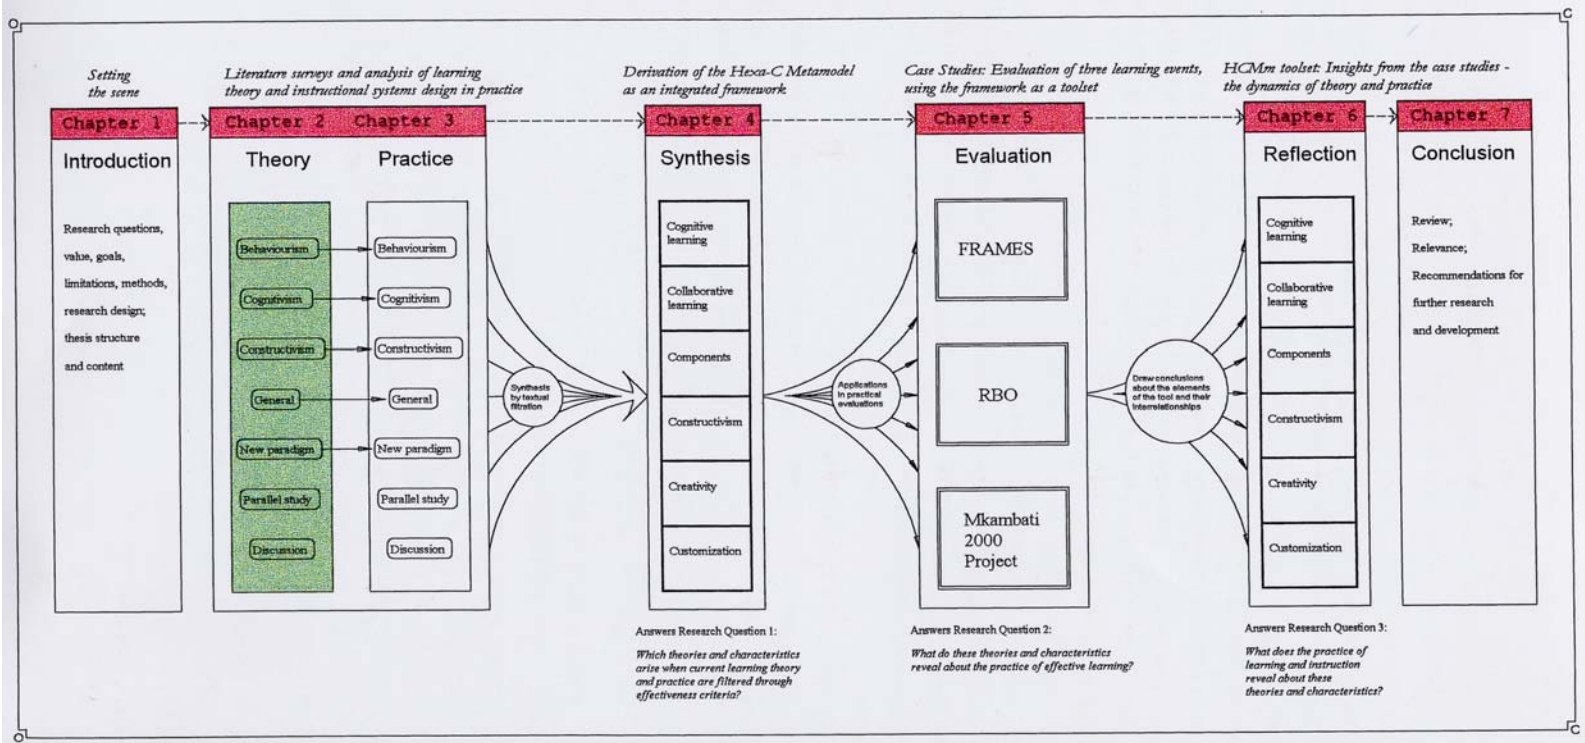 Setting
the scene
Literature surveys and analysis of learning
theory and instructional systems design in practice
Derivation of the Hexa-C Metamodel
as an integrated framework
Case Studies: Evaluation of three learning events,
using the framework as a toolset
HCMm toolset: Insights from the case studies -
the dynamics of theory and practice
Chapter 1
Chapter 2
Chapter 3
Chapter 4
Chapter 5
Chapter 6
Chapter 7
Introduction
Theory
Practice
Synthesis
Evaluation
Reflection
Conclusion
Research questions,
value, goals,
limitations, methods,
research design;
thesis structure
and content
Behaviourism
Cognitivism
Constructivism
General
New paradigm
Parallel study
Discussion
Behaviourism
Cognitivism
Constructivism
General
New paradigm
Parallel study
Discussion
Synthesis
by textual
filtration
Cognitive
learning
Collaborative
learning
Components
Constructivism
Creativity
Customization
Applications
in practical
evaluations
FRAMES
RBO
Mkambati
2000
Project
Draw conclusions
about the elements
of the tool and their
interrelationships
Cognitive
learning
Collaborative
learning
Components
Constructivism
Creativity
Customization
Review;
Relevance;
Recommendations for
further research
and development
Answers Research Question 1:
Which theories and characteristics
arise when current learning theory
and practice are filtered through
effectiveness criteria?
Answers Research Question 2:
What do these theories and characteristics
reveal about the practice of effective learning?
Answers Research Question 3:
What does the practice of
learning and instruction
reveal about these
theories and characteristics?